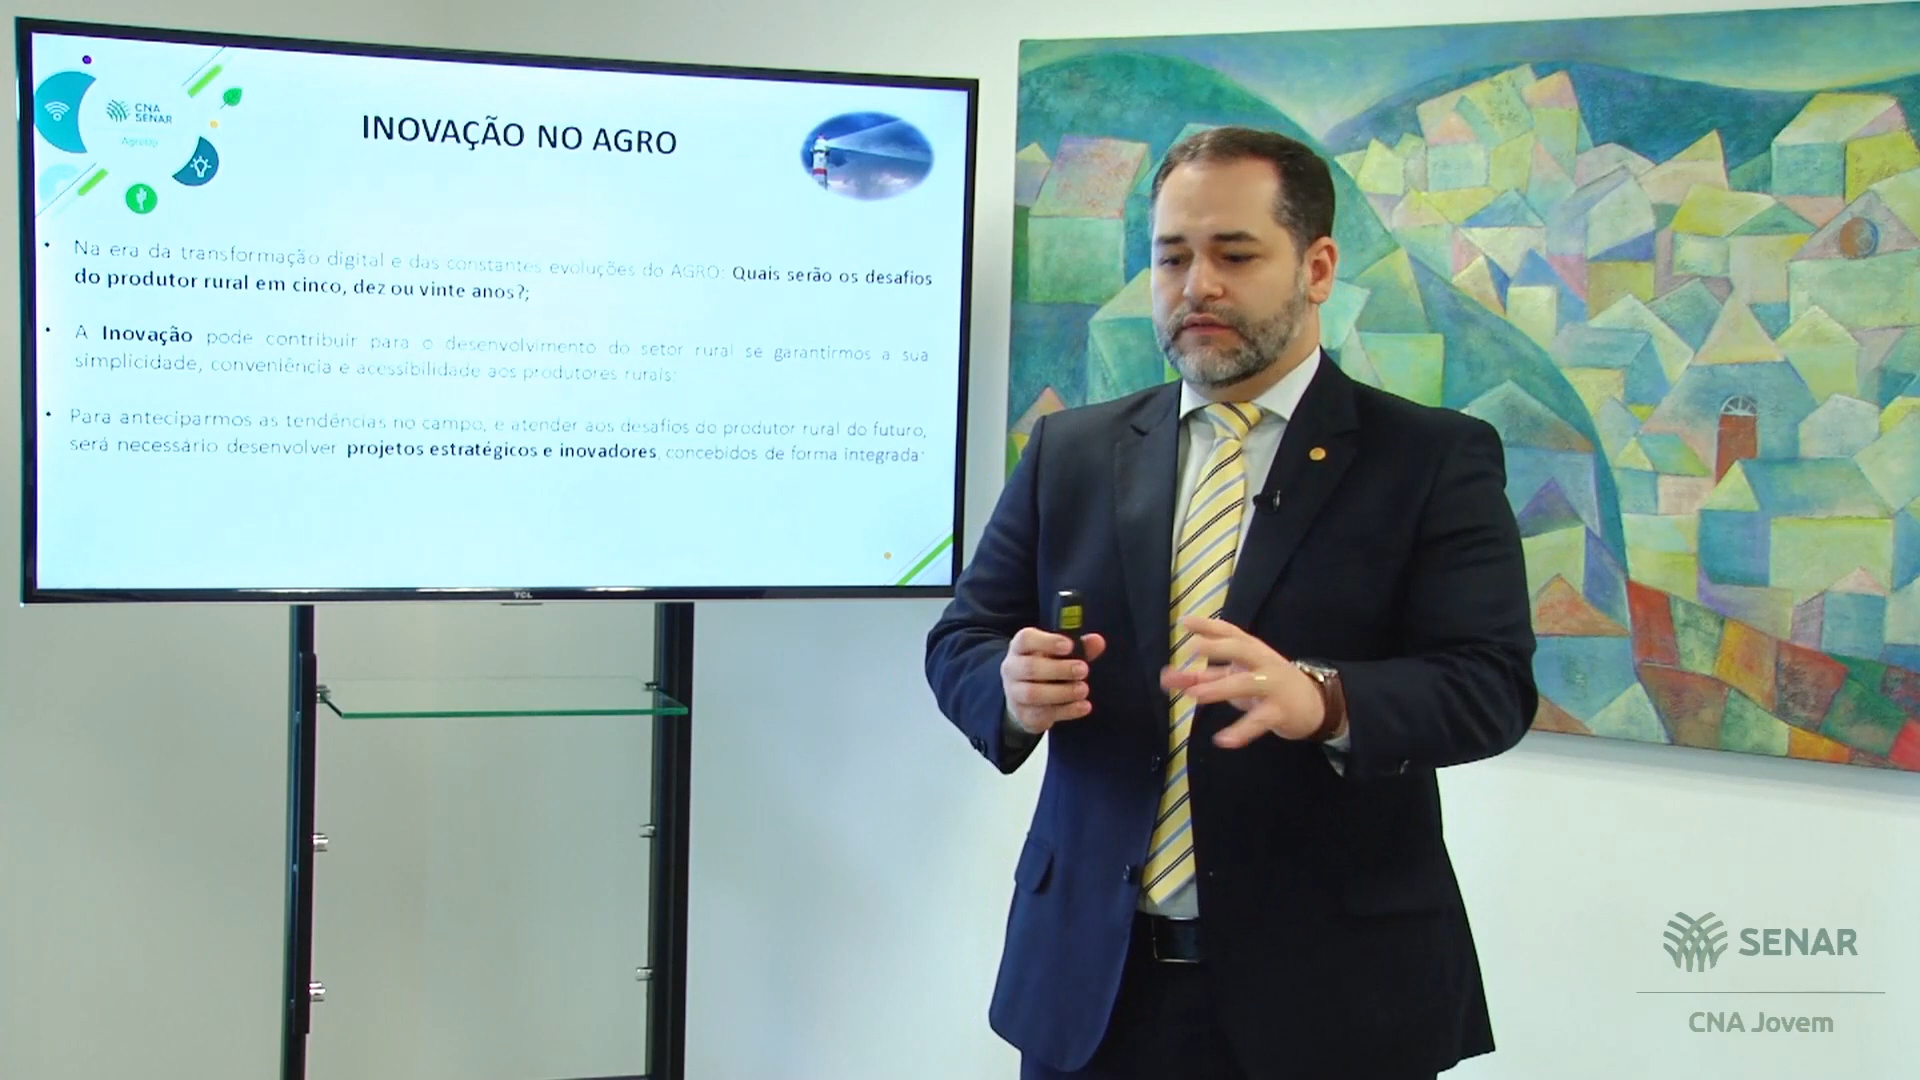 CNA
SENAR
AgroUp
INOVAÇÃO NO AGRO
• Na era da transformação digital e das constantes evoluções do AGRO: Quais serão os desafios
do produtor rural em cinco, dez ou vinte anos?;
• A Inovação pode contribuir para o desenvolvimento do setor rural se garantirmos a sua
simplicidade, conveniência e acessibilidade aos produtores rurais;
• Para anteciparmos as tendências no campo, e atender aos desafios do produtor rural do futuro,
será necessário desenvolver projetos estratégicos e inovadores, concebidos de forma integrada;
TCL
SENAR
CNA Jovem